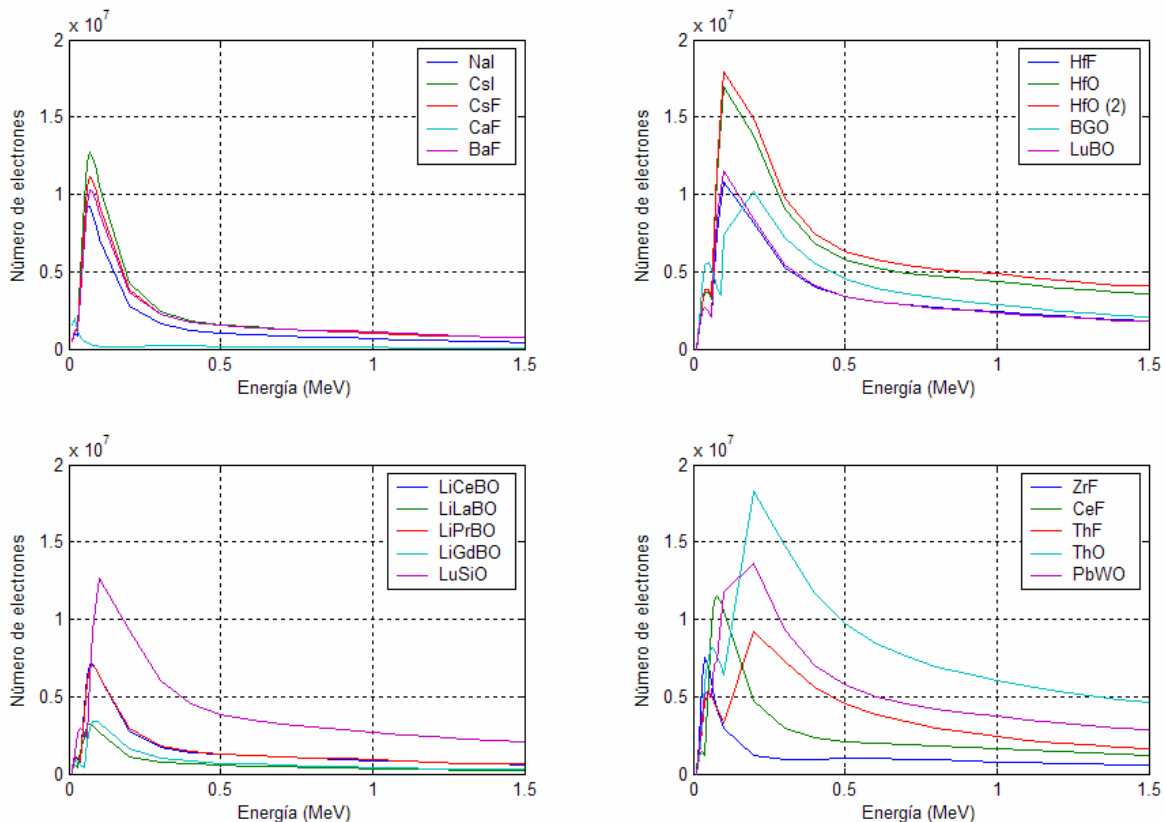 x 10^7
2
1.5
1
0.5
0
Número de electrones
NaI
CsI
CsF
CaF
BaF
0
0.5
1
1.5
Energía (MeV)
x 10^7
2
1.5
1
0.5
0
Número de electrones
HfF
HfO
HfO (2)
BGO
LuBO
0
0.5
1
1.5
Energía (MeV)
x 10^7
2
1.5
1
0.5
0
Número de electrones
LiCeBO
LiLaBO
LiPrBO
LiGdBO
LuSiO
0
0.5
1
1.5
Energía (MeV)
x 10^7
2
1.5
1
0.5
0
Número de electrones
ZrF
CeF
ThF
ThO
PbWO
0
0.5
1
1.5
Energía (MeV)